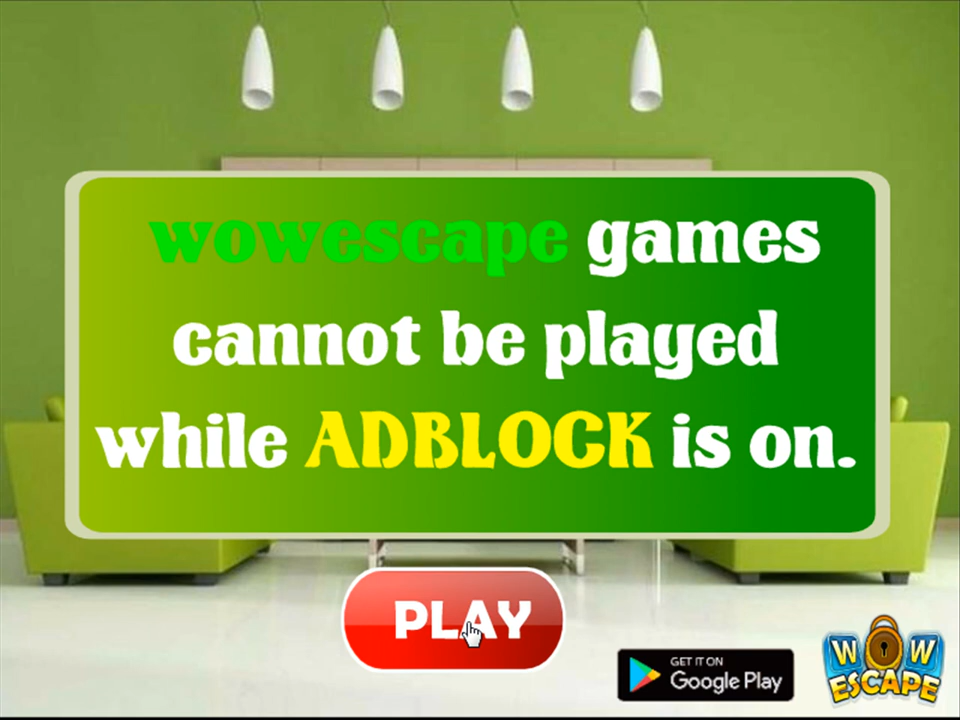 wowescape games
cannot be played
while ADBLOCK is on.
PLAY
GET IT ON
Google Play
WOW
ESCAPE